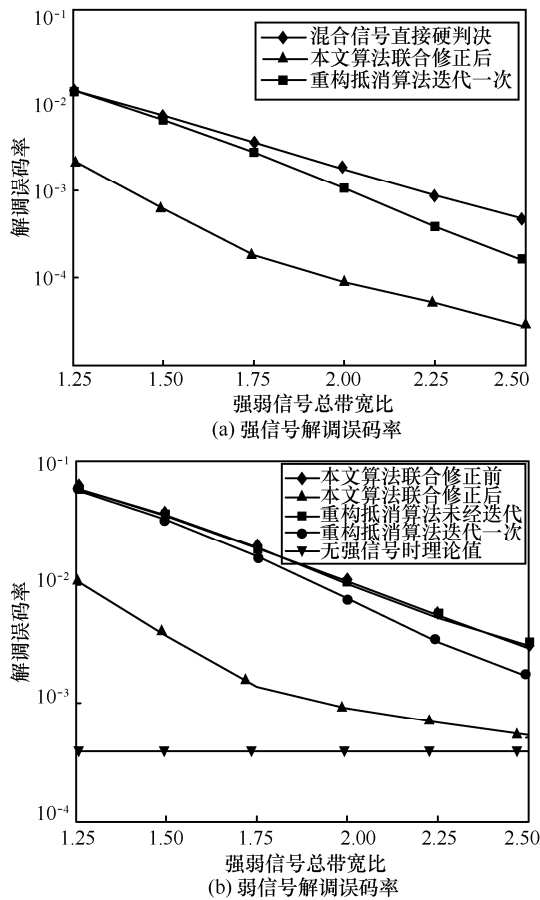 10⁻¹
混合信号直接硬判决
本文算法联合修正后
重构抵消算法迭代一次
10⁻²
10⁻³
10⁻⁴
解调误码率
1.25 1.50 1.75 2.00 2.25 2.50
强弱信号总带宽比
(a) 强信号解调误码率
10⁻¹
本文算法联合修正前
本文算法联合修正后
重构抵消算法未经迭代
重构抵消算法迭代一次
无强信号时理论值
10⁻²
10⁻³
10⁻⁴
解调误码率
1.25 1.50 1.75 2.00 2.25 2.50
强弱信号总带宽比
(b) 弱信号解调误码率